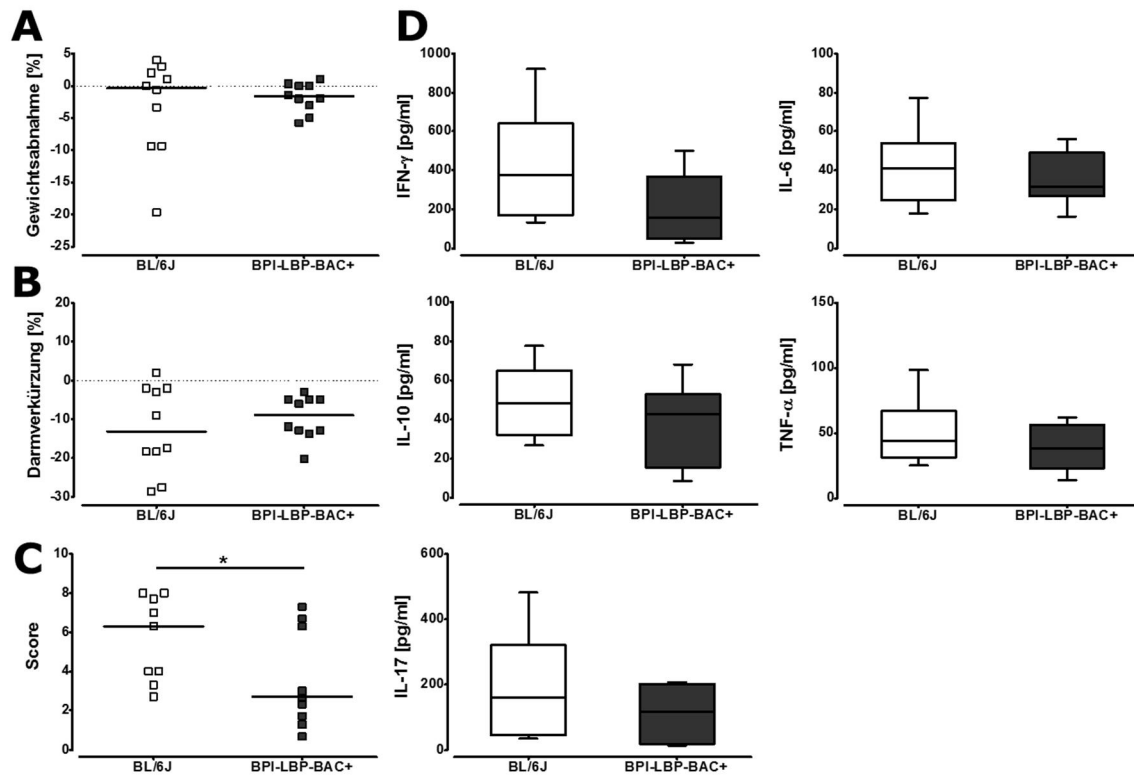 A
Gewichtsabnahme [%]
5
0
-5
-10
-15
-20
-25
BL/6J
BPI-LBP-BAC+
B
Darmverkürzung [%]
20
10
0
-10
-20
-30
BL/6J
BPI-LBP-BAC+
C
Score
10
8
6
4
2
0
*
BL/6J
BPI-LBP-BAC+
D
IFN-γ [pg/ml]
1000
800
600
400
200
0
BL/6J
BPI-LBP-BAC+
IL-6 [pg/ml]
100
80
60
40
20
0
BL/6J
BPI-LBP-BAC+
IL-10 [pg/ml]
100
80
60
40
20
0
BL/6J
BPI-LBP-BAC+
TNF-α [pg/ml]
150
100
50
0
BL/6J
BPI-LBP-BAC+
IL-17 [pg/ml]
600
400
200
0
BL/6J
BPI-LBP-BAC+